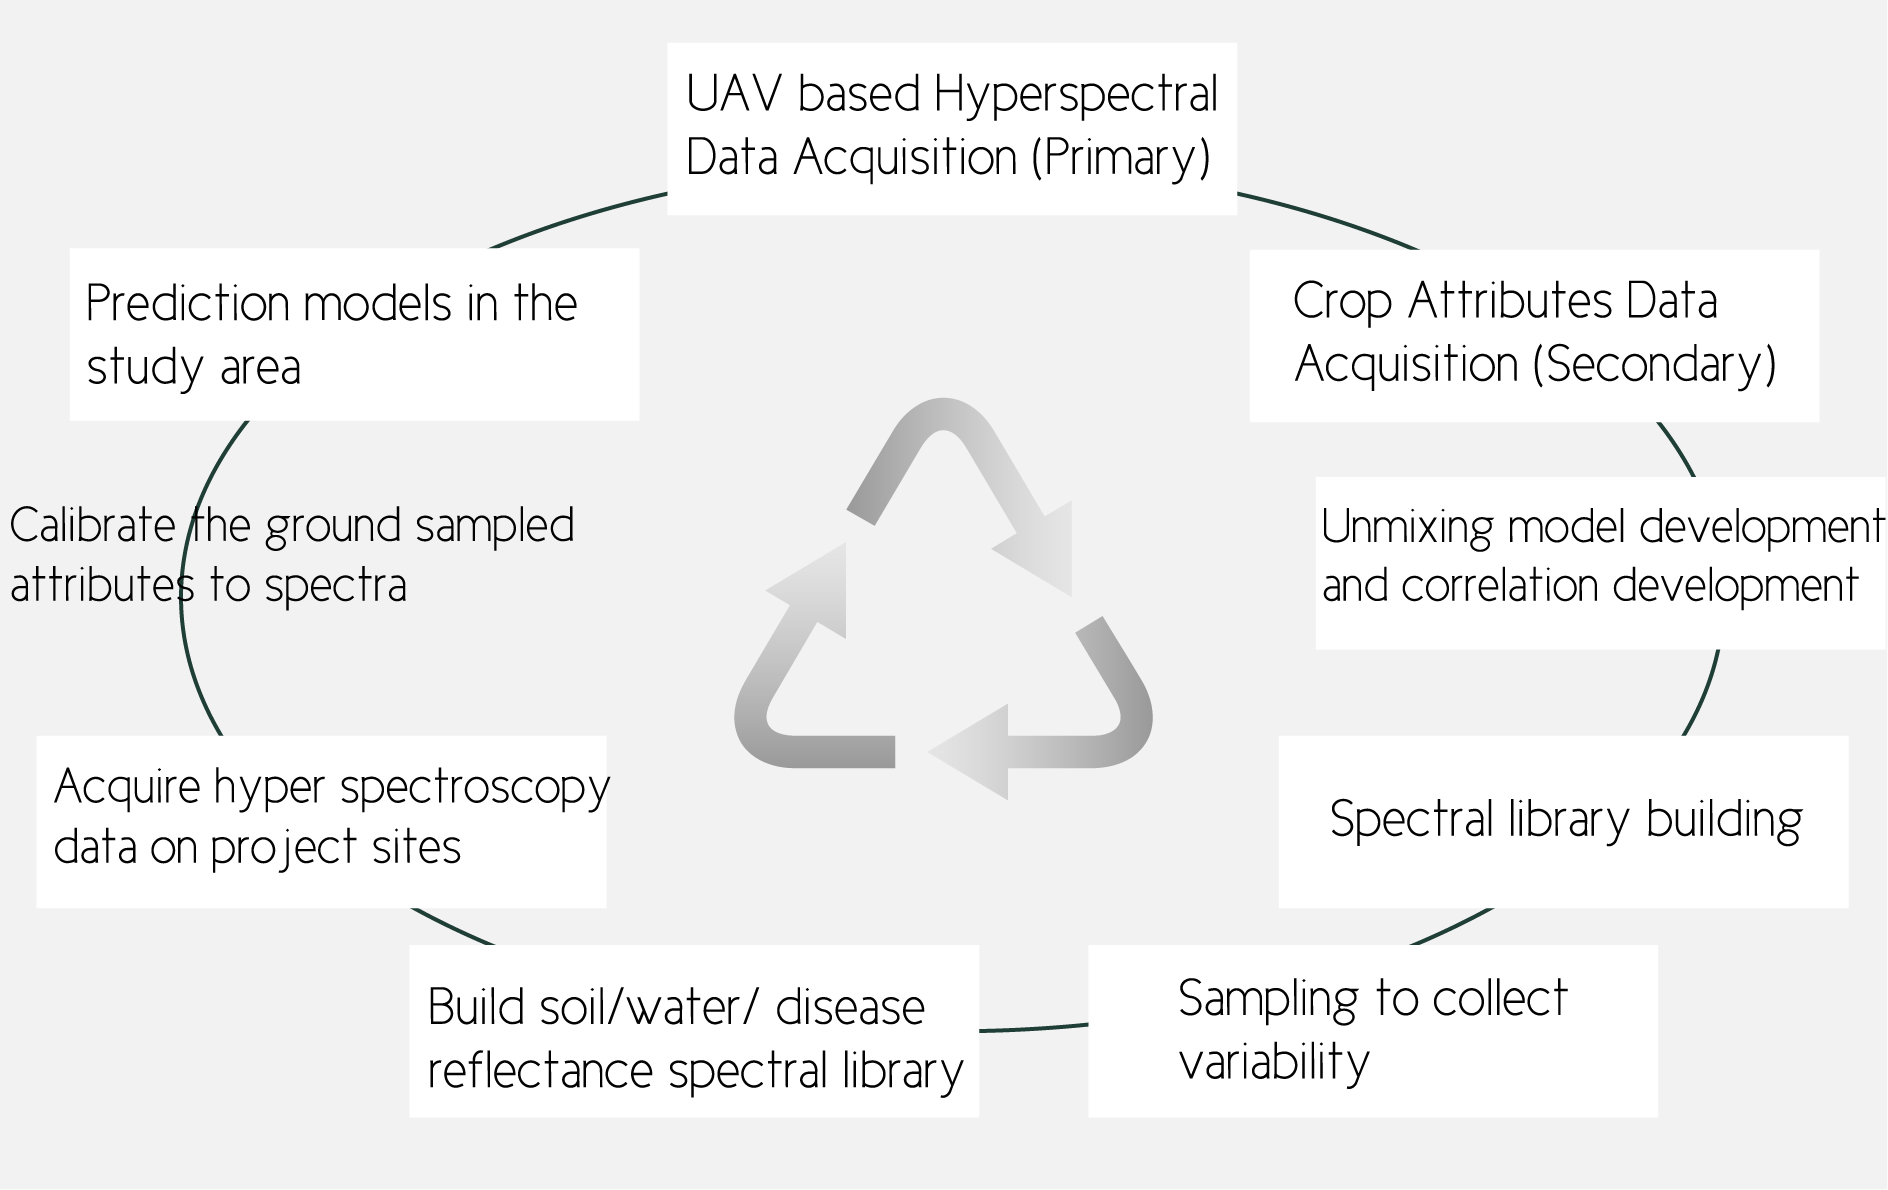 UAV based Hyperspectral
Data Acquisition (Primary)
Crop Attributes Data
Acquisition (Secondary)
Unmixing model development
and correlation development
Spectral library building
Sampling to collect
variability
Build soil/water/ disease
reflectance spectral library
Acquire hyper spectroscopy
data on project sites
Calibrate the ground sampled
attributes to spectra
Prediction models in the
study area